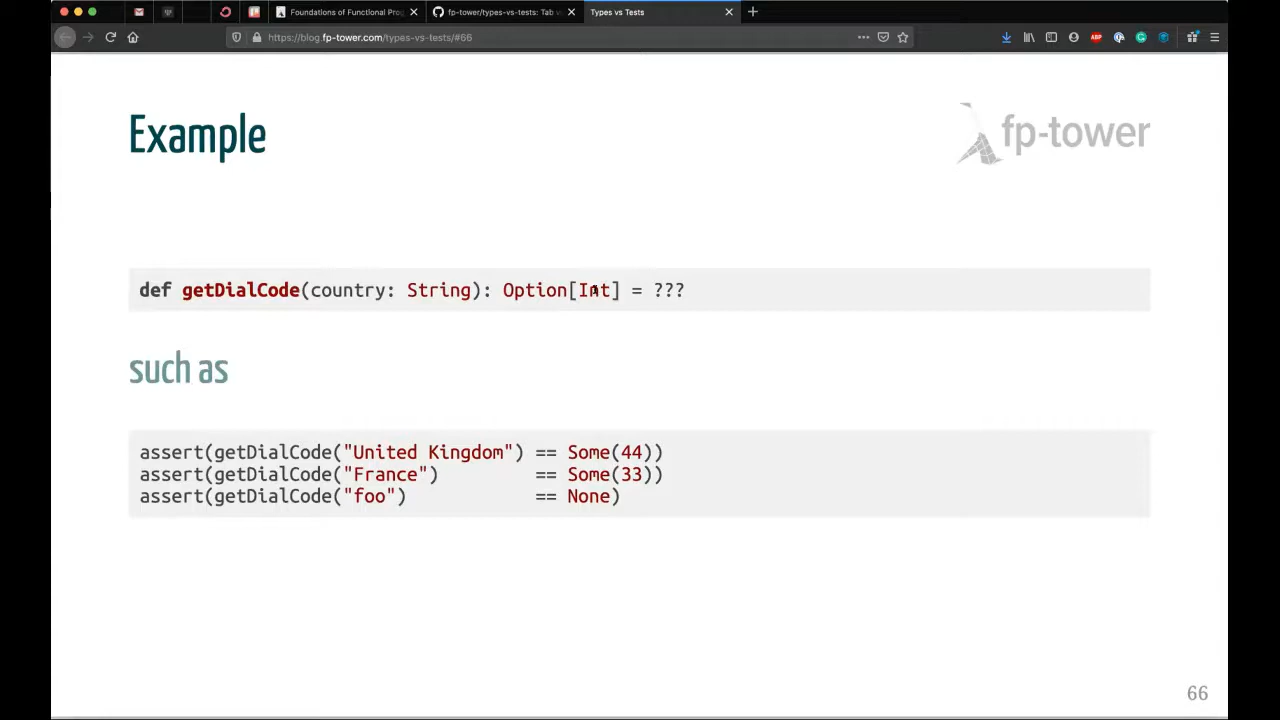 Foundations of Functional Prog
fp-tower/types-vs-tests: Tab v
Types vs Tests
https://blog.fp-tower.com/types-vs-tests/#66
ABP
Example
fp-tower
def getDialCode(country: String): Option[Int] = ???
such as
assert(getDialCode("United Kingdom") == Some(44))
assert(getDialCode("France")         == Some(33))
assert(getDialCode("foo")            == None)
66